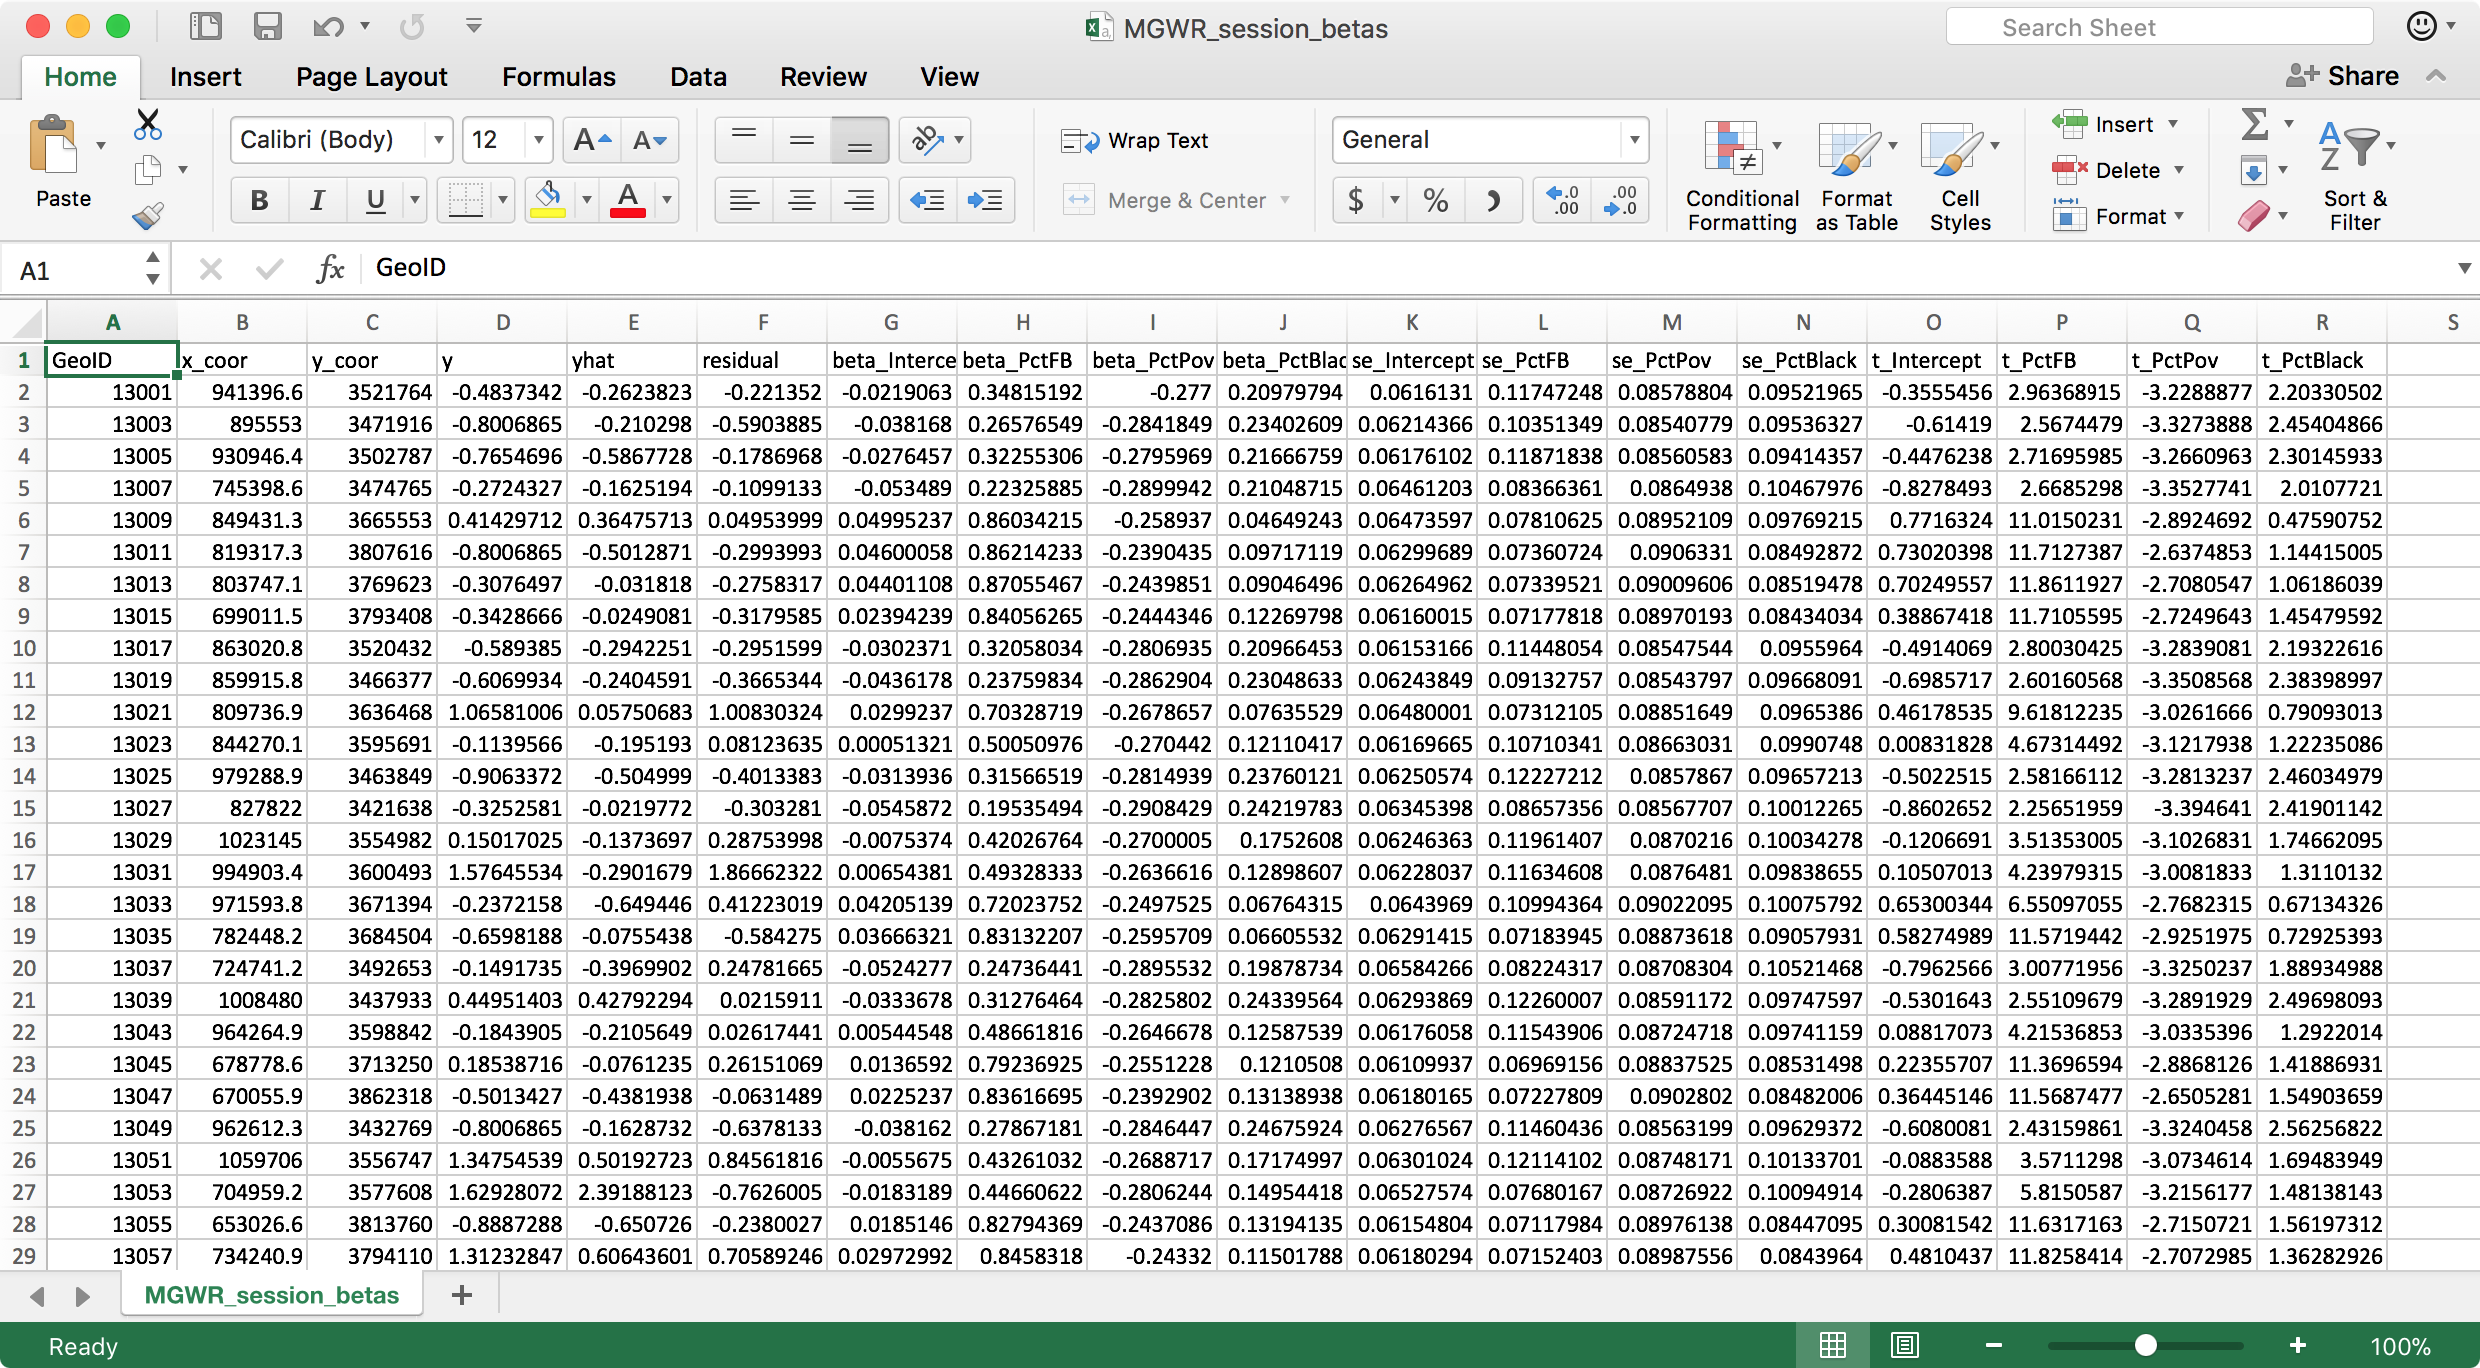 MGWR_session_betas
Search Sheet
Home Insert Page Layout Formulas Data Review View Share
Paste
Calibri (Body) 12
Wrap Text
General
Merge & Center
Conditional Formatting
Format as Table
Cell Styles
Insert
Delete
Format
Sort & Filter
A1 fx GeoID
A B C D E F G H I J K L M N O P Q R S
1 GeoID x_coor y_coor y yhat residual beta_Interce beta_PctFB beta_PctPov beta_PctBlac se_Intercept se_PctFB se_PctPov se_PctBlack t_Intercept t_PctFB t_PctPov t_PctBlack
2 13001 941396.6 3521764 -0.4837342 -0.2623823 -0.221352 -0.0219063 0.34815192 -0.277 0.20979794 0.0616131 0.11747248 0.08578804 0.09521965 -0.3555456 2.96368915 -3.2288877 2.20330502
3 13003 895553 3471916 -0.8006865 -0.210298 -0.5903885 -0.038168 0.26576549 -0.2841849 0.23402609 0.06214366 0.10351349 0.08540779 0.09536327 -0.61419 2.5674479 -3.3273888 2.45404866
4 13005 930946.4 3502787 -0.7654696 -0.5867728 -0.1786968 -0.0276457 0.32255306 -0.2795969 0.21666759 0.06176102 0.11871838 0.08560583 0.09414357 -0.4476238 2.71695985 -3.2660963 2.30145933
5 13007 745398.6 3474765 -0.2724327 -0.1625194 -0.1099133 -0.053489 0.22325885 -0.2899942 0.21048715 0.06461203 0.08366361 0.0864938 0.10467976 -0.8278493 2.6685298 -3.3527741 2.0107721
6 13009 849431.3 3665553 0.41429712 0.36475713 0.04953999 0.04995237 0.86034215 -0.258937 0.04649243 0.06473597 0.07810625 0.08952109 0.09769215 0.7716324 11.0150231 -2.8924692 0.47590752
7 13011 819317.3 3807616 -0.8006865 -0.5012871 -0.2993993 0.04600058 0.86214233 -0.2390435 0.09717119 0.06299689 0.07360724 0.0906331 0.08492872 0.73020398 11.7127387 -2.6374853 1.14415005
8 13013 803747.1 3769623 -0.3076497 -0.031818 -0.2758317 0.04401108 0.87055467 -0.2439851 0.09046496 0.06264962 0.07339521 0.09009606 0.08519478 0.70249557 11.8611927 -2.7080547 1.06186039
9 13015 699011.5 3793408 -0.3428666 -0.0249081 -0.3179585 0.02394239 0.84056265 -0.2444346 0.12269798 0.06160015 0.07177818 0.08970193 0.08434034 0.38867418 11.7105595 -2.7249643 1.45479592
10 13017 863020.8 3520432 -0.589385 -0.2942251 -0.2951599 -0.0302371 0.32058034 -0.2806935 0.20966453 0.06153166 0.11448054 0.08547544 0.0955964 -0.4914069 2.80030425 -3.2839081 2.19322616
11 13019 859915.8 3466377 -0.6069934 -0.2404591 -0.3665344 -0.0436178 0.23759834 -0.2862904 0.23048633 0.06243849 0.09132757 0.08543797 0.09668091 -0.6985717 2.60160568 -3.3508568 2.38398997
12 13021 809736.9 3636468 1.06581006 0.05750683 1.00830324 0.0299237 0.70328719 -0.2678657 0.07635529 0.06480001 0.07312105 0.08851649 0.0965386 0.46178535 9.61812235 -3.0261666 0.79093013
13 13023 844270.1 3595691 -0.1139566 -0.195193 0.08123635 0.00051321 0.50050976 -0.270442 0.12110417 0.06169665 0.10710341 0.08663031 0.0990748 0.00831828 4.67314492 -3.1217938 1.22235086
14 13025 979288.9 3463849 -0.9063372 -0.504999 -0.4013383 -0.0313936 0.31566519 -0.2814939 0.23760121 0.06250574 0.12227212 0.0857867 0.09657213 -0.5022515 2.58166112 -3.2813237 2.46034979
15 13027 827822 3421638 -0.3252581 -0.0219772 -0.303281 -0.0545872 0.19535494 -0.2908429 0.24219783 0.06345398 0.08657356 0.08567707 0.10012265 -0.8602652 2.25651959 -3.394641 2.41901142
16 13029 1023145 3554982 0.15017025 -0.1373697 0.28753998 -0.0075374 0.42026764 -0.2700005 0.1752608 0.06246363 0.11961407 0.0870216 0.10034278 -0.1206691 3.51353005 -3.1026831 1.74662095
17 13031 994903.4 3600493 1.57645534 -0.2901679 1.86662322 0.00654381 0.49328333 -0.2636616 0.12898607 0.06228037 0.11634608 0.0876481 0.09838655 0.10507013 4.23979315 -3.0081833 1.3110132
18 13033 971593.8 3671394 -0.2372158 -0.649446 0.41223019 0.04205139 0.72023752 -0.2497525 0.06764315 0.0643969 0.10994364 0.09022095 0.10075792 0.65300344 6.55097055 -2.7682315 0.67134326
19 13035 782448.2 3684504 -0.6598188 -0.0755438 -0.584275 0.03666321 0.83132207 -0.2595709 0.06605532 0.06291415 0.07183945 0.08873618 0.09057931 0.58274989 11.5719442 -2.9251975 0.72925393
20 13037 724741.2 3492653 -0.1491735 -0.3969902 0.24781665 -0.0524277 0.24736441 -0.2895532 0.19878734 0.06584266 0.08224317 0.08708304 0.10521468 -0.7962566 3.00771956 -3.3250237 1.88934988
21 13039 1008480 3437933 0.44951403 0.42792294 0.0215911 -0.0333678 0.31276464 -0.2825802 0.24339564 0.06293869 0.12260007 0.08591172 0.09747597 -0.5301643 2.55109679 -3.2891929 2.49698093
22 13043 964264.9 3598842 -0.1843905 -0.2105649 0.02617441 0.00544548 0.48661816 -0.2646678 0.12587539 0.06176058 0.11543906 0.08724718 0.09741159 0.08817073 4.21536853 -3.0335396 1.2922014
23 13045 678778.6 3713250 0.18538716 -0.0761235 0.26151069 0.0136592 0.79236925 -0.2551228 0.1210508 0.06109937 0.06969156 0.08837525 0.08531498 0.22355707 11.3696594 -2.8868126 1.41886931
24 13047 670055.9 3862318 -0.5013427 -0.4381938 -0.0631489 0.0225237 0.83616695 -0.2392902 0.13138938 0.06180165 0.07227809 0.0902802 0.08482006 0.36445146 11.5687477 -2.6505281 1.54903659
25 13049 962612.3 3432769 -0.8006865 -0.1628732 -0.6378133 -0.038162 0.27867181 -0.2846447 0.24675924 0.06276567 0.11460436 0.08563199 0.09629372 -0.6080081 2.43159861 -3.3240458 2.56256822
26 13051 1059706 3556747 1.34754539 0.50192723 0.84561816 -0.0055675 0.43261032 -0.2688717 0.17174997 0.06301024 0.12114102 0.08748171 0.10133701 -0.0883588 3.5711298 -3.0734614 1.69483949
27 13053 704959.2 3577608 1.62928072 2.39188123 -0.7626005 -0.0183189 0.44660622 -0.2806244 0.14954418 0.06527574 0.07680167 0.08726922 0.10094914 -0.2806387 5.8150587 -3.2156177 1.48138143
28 13055 653026.6 3813760 -0.8887288 -0.650726 -0.2380027 0.0185146 0.82794369 -0.2437086 0.13194135 0.06154804 0.07117984 0.08976138 0.08447095 0.30081542 11.6317163 -2.7150721 1.56197312
29 13057 734240.9 3794110 1.31232847 0.60643601 0.70589246 0.02972992 0.8458318 -0.24332 0.11501788 0.06180294 0.07152403 0.08987556 0.0843964 0.4810437 11.8258414 -2.7072985 1.36282926
MGWR_session_betas +
Ready 100%